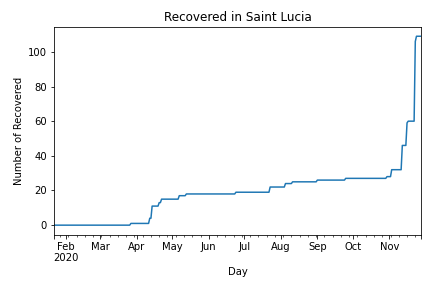 Recovered in Saint Lucia
Number of Recovered
100
80
60
40
20
0
Feb Mar Apr May Jun Jul Aug Sep Oct Nov
2020
Day